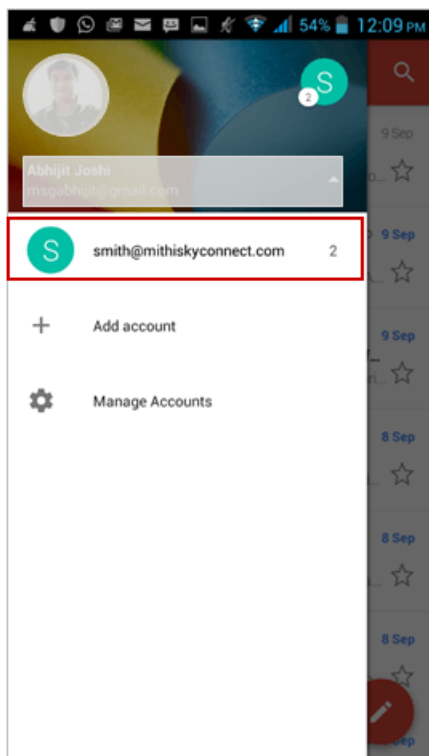 54% 12:09 PM
S
2
9 Sep
Abhijit Joshi
msgabhijit@gmail.com
o...
S smith@mithiskyconnect.com 2
9 Sep
Add account
9 Sep
Manage Accounts
8 Sep
8 Sep
8 Sep